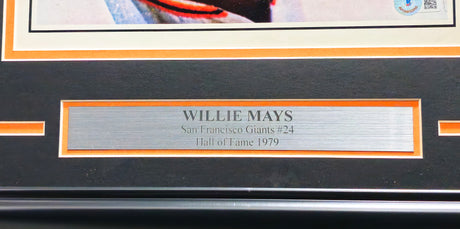 WILLIE MAYS
San Francisco Giants #24
Hall of Fame 1979